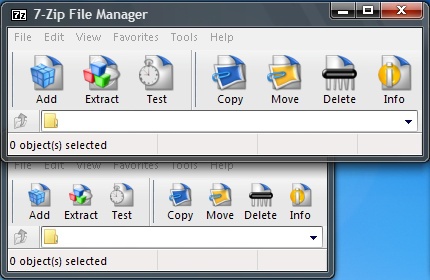 7-Zip File Manager
File Edit View Favorites Tools Help
Add Extract Test Copy Move Delete Info
0 object(s) selected
File Edit View Favorites Tools Help
Add Extract Test Copy Move Delete Info
0 object(s) selected